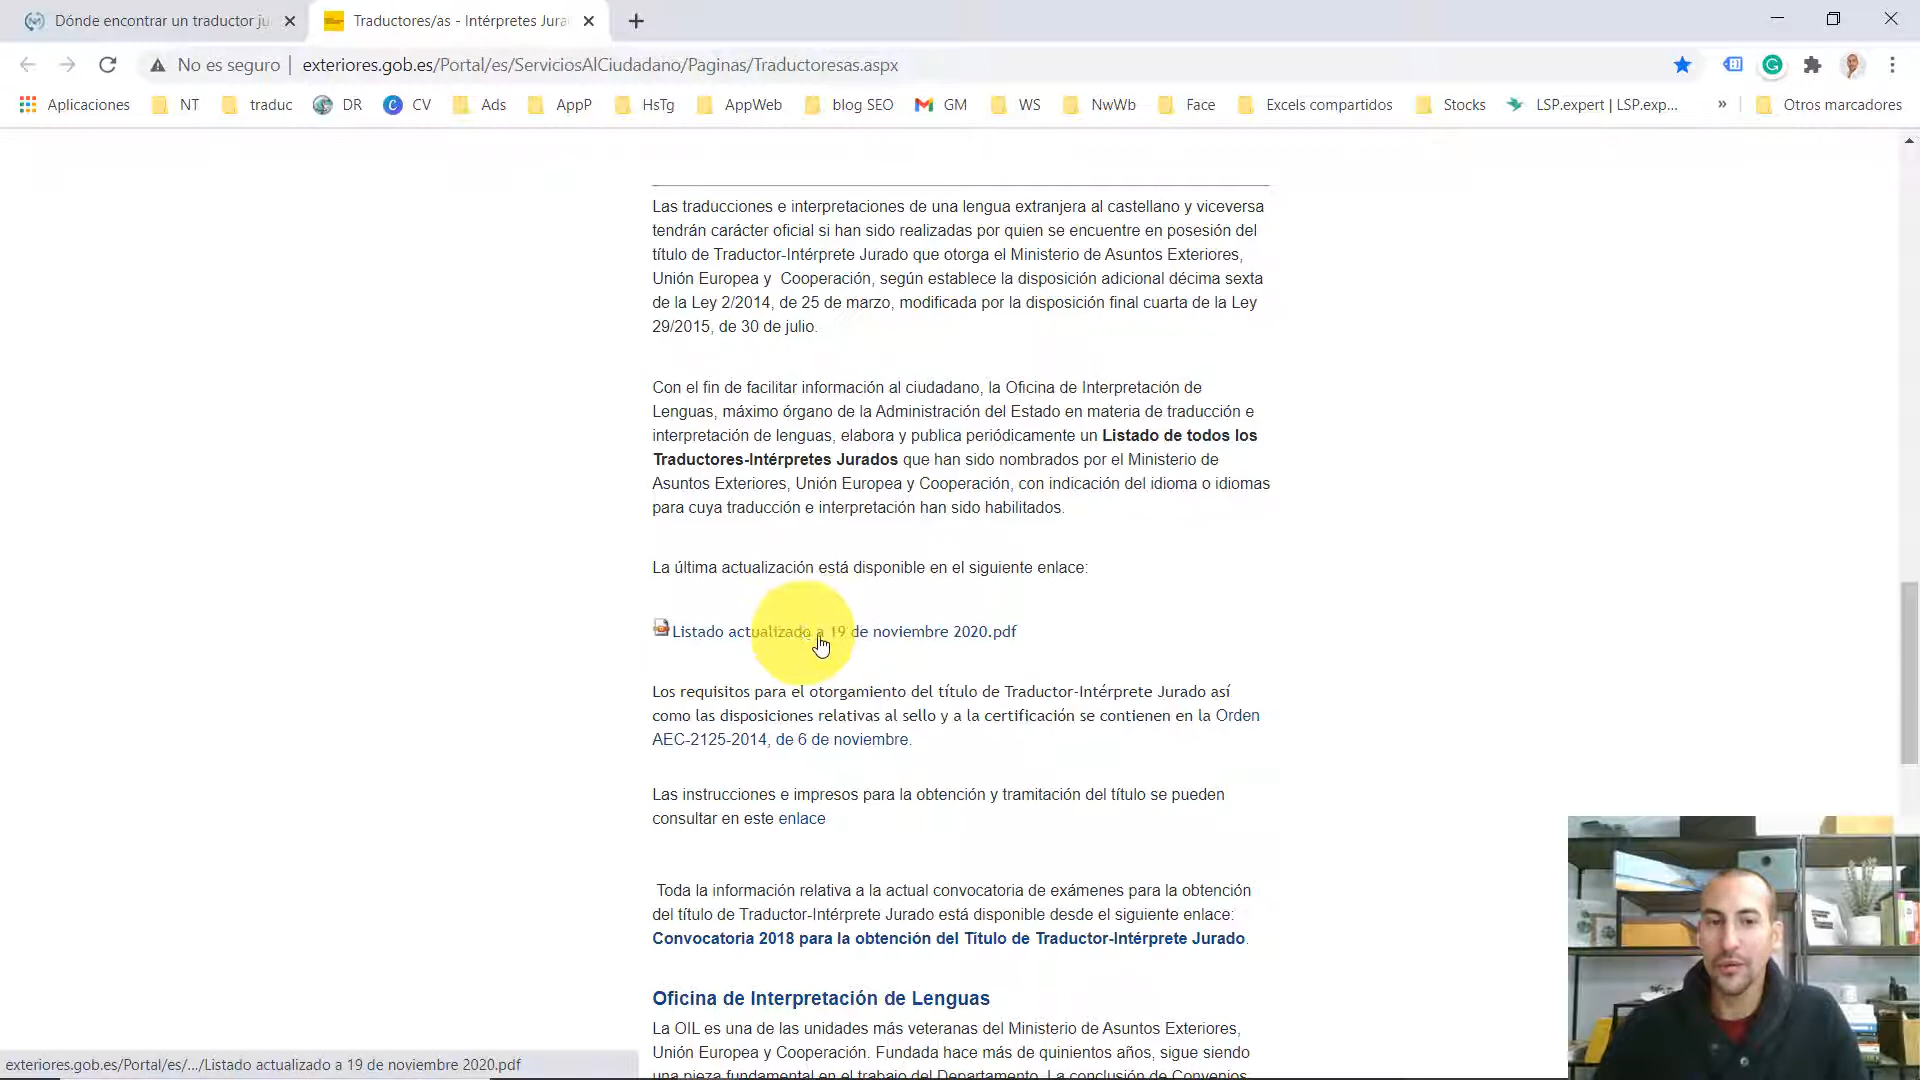 Dónde encontrar un traductor ju
Traductores/as - Intérpretes Jura
No es seguro
exteriores.gob.es/Portal/es/ServiciosAlCiudadano/Paginas/Traductoresas.aspx
Aplicaciones
NT
traduc
DR
C
CV
Ads
AppP
HsTg
AppWeb
blog SEO
GM
WS
NwWb
Face
Excels compartidos
Stocks
LSP.expert | LSP.exp...
»
Otros marcadores
Las traducciones e interpretaciones de una lengua extranjera al castellano y viceversa
tendrán carácter oficial si han sido realizadas por quien se encuentre en posesión del
título de Traductor-Intérprete Jurado que otorga el Ministerio de Asuntos Exteriores,
Unión Europea y Cooperación, según establece la disposición adicional décima sexta
de la Ley 2/2014, de 25 de marzo, modificada por la disposición final cuarta de la Ley
29/2015, de 30 de julio.
Con el fin de facilitar información al ciudadano, la Oficina de Interpretación de
Lenguas, máximo órgano de la Administración del Estado en materia de traducción e
interpretación de lenguas, elabora y publica periódicamente un Listado de todos los
Traductores-Intérpretes Jurados que han sido nombrados por el Ministerio de
Asuntos Exteriores, Unión Europea y Cooperación, con indicación del idioma o idiomas
para cuya traducción e interpretación han sido habilitados.
La última actualización está disponible en el siguiente enlace:
Listado actualizado a 19 de noviembre 2020.pdf
Los requisitos para el otorgamiento del título de Traductor-Intérprete Jurado así
como las disposiciones relativas al sello y a la certificación se contienen en la Orden
AEC-2125-2014, de 6 de noviembre.
Las instrucciones e impresos para la obtención y tramitación del título se pueden
consultar en este enlace
Toda la información relativa a la actual convocatoria de exámenes para la obtención
del título de Traductor-Intérprete Jurado está disponible desde el siguiente enlace:
Convocatoria 2018 para la obtención del Título de Traductor-Intérprete Jurado.
Oficina de Interpretación de Lenguas
La OIL es una de las unidades más veteranas del Ministerio de Asuntos Exteriores,
Unión Europea y Cooperación. Fundada hace más de quinientos años, sigue siendo
una pieza fundamental en el trabajo del Departamento. La conclusión de Convenios
exteriores.gob.es/Portal/es/.../Listado actualizado a 19 de noviembre 2020.pdf